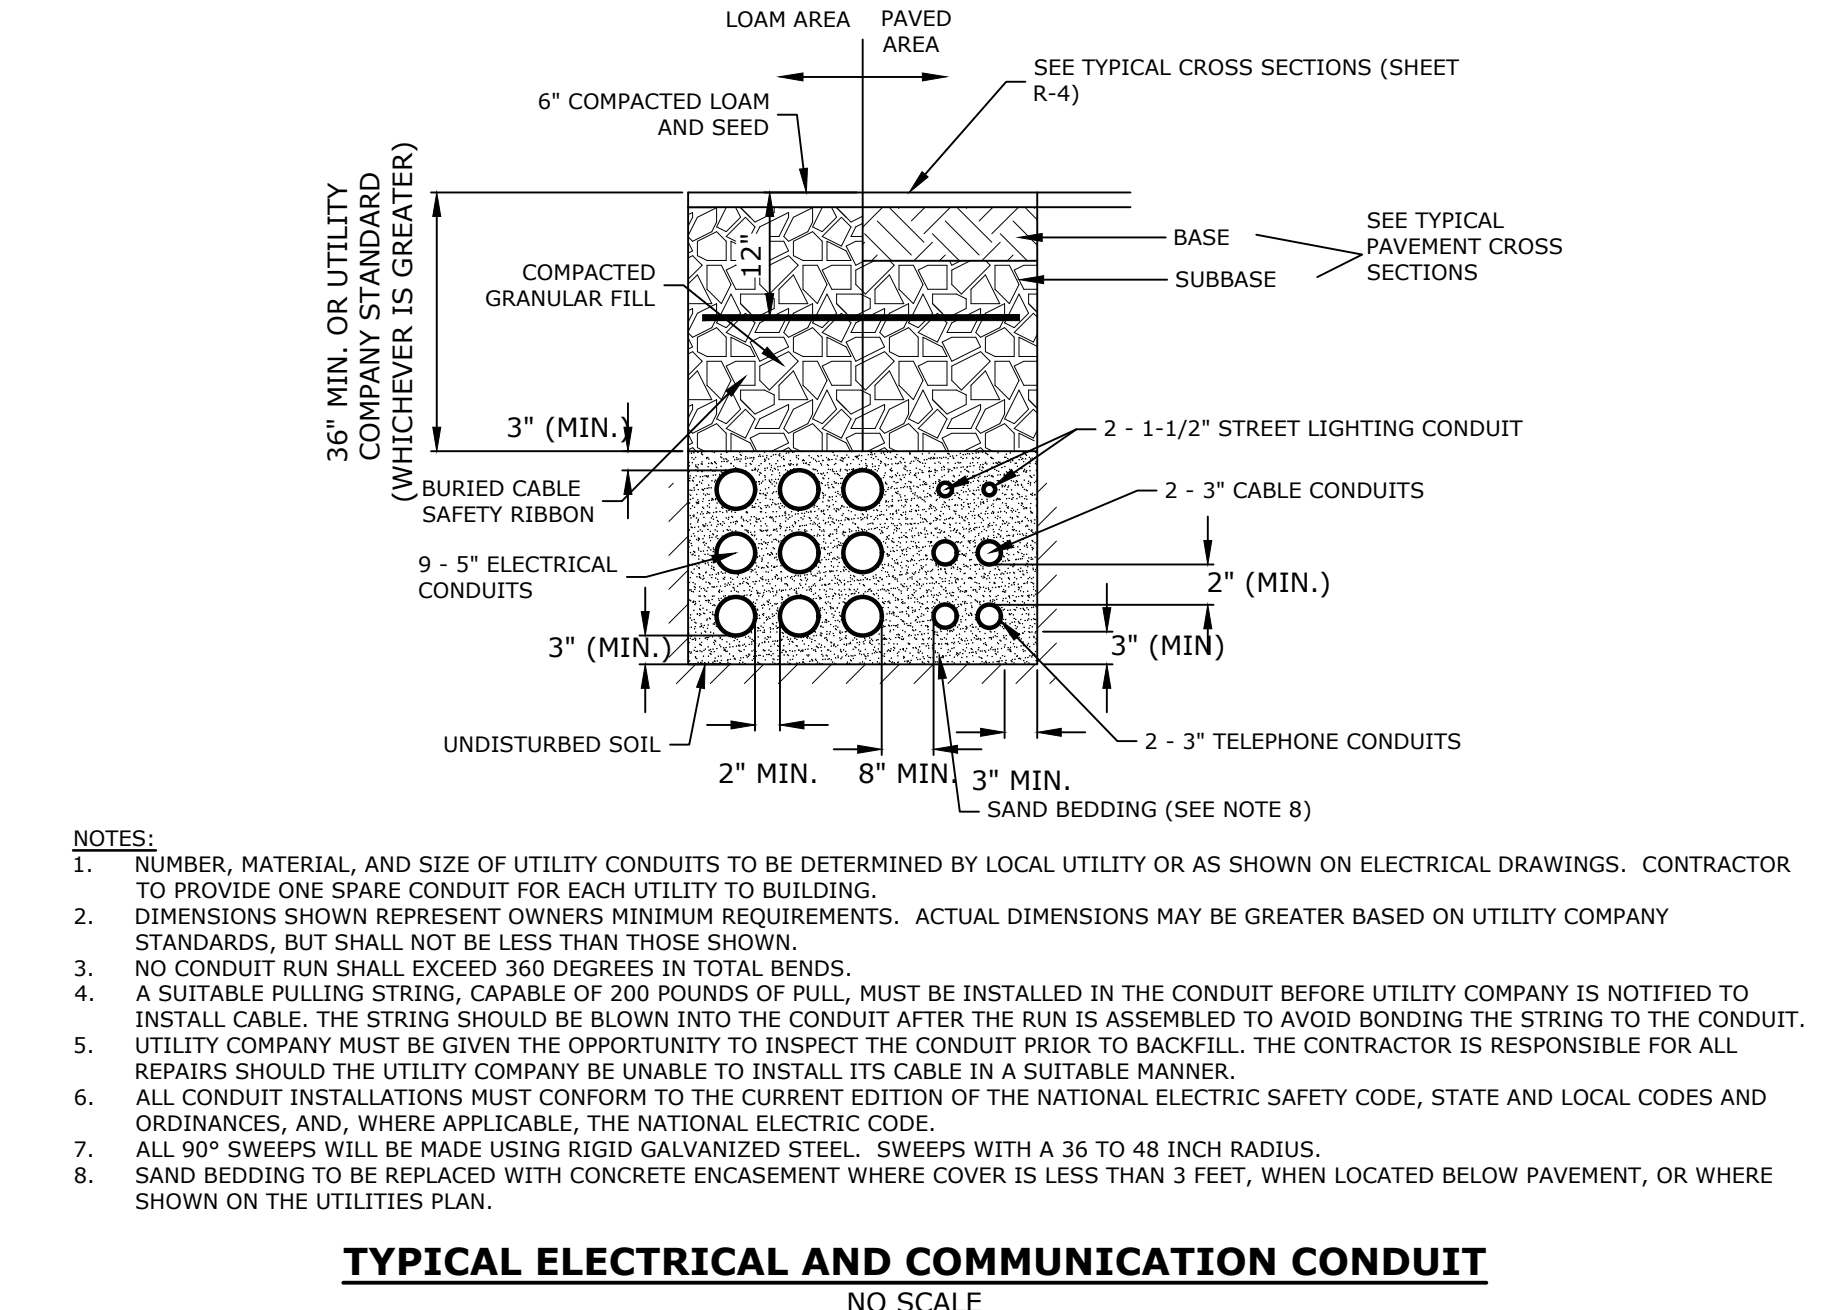 LOAM AREA
PAVED
AREA
SEE TYPICAL CROSS SECTIONS (SHEET
R-4)
6" COMPACTED LOAM
AND SEED
36" MIN. OR UTILITY
COMPANY STANDARD
(WHICHEVER IS GREATER)
12"
SEE TYPICAL
PAVEMENT CROSS
SECTIONS
BASE
SUBBASE
COMPACTED
GRANULAR FILL
3" (MIN.)
2 - 1-1/2" STREET LIGHTING CONDUIT
BURIED CABLE
SAFETY RIBBON
2 - 3" CABLE CONDUITS
9 - 5" ELECTRICAL
CONDUITS
2" (MIN.)
3" (MIN.)
3" (MIN)
UNDISTURBED SOIL
2 - 3" TELEPHONE CONDUITS
2" MIN.
8" MIN.
3" MIN.
SAND BEDDING (SEE NOTE 8)
NOTES:
1. NUMBER, MATERIAL, AND SIZE OF UTILITY CONDUITS TO BE DETERMINED BY LOCAL UTILITY OR AS SHOWN ON ELECTRICAL DRAWINGS. CONTRACTOR
TO PROVIDE ONE SPARE CONDUIT FOR EACH UTILITY TO BUILDING.
2. DIMENSIONS SHOWN REPRESENT OWNERS MINIMUM REQUIREMENTS. ACTUAL DIMENSIONS MAY BE GREATER BASED ON UTILITY COMPANY
STANDARDS, BUT SHALL NOT BE LESS THAN THOSE SHOWN.
3. NO CONDUIT RUN SHALL EXCEED 360 DEGREES IN TOTAL BENDS.
4. A SUITABLE PULLING STRING, CAPABLE OF 200 POUNDS OF PULL, MUST BE INSTALLED IN THE CONDUIT BEFORE UTILITY COMPANY IS NOTIFIED TO
INSTALL CABLE. THE STRING SHOULD BE BLOWN INTO THE CONDUIT AFTER THE RUN IS ASSEMBLED TO AVOID BONDING THE STRING TO THE CONDUIT.
5. UTILITY COMPANY MUST BE GIVEN THE OPPORTUNITY TO INSPECT THE CONDUIT PRIOR TO BACKFILL. THE CONTRACTOR IS RESPONSIBLE FOR ALL
REPAIRS SHOULD THE UTILITY COMPANY BE UNABLE TO INSTALL ITS CABLE IN A SUITABLE MANNER.
6. ALL CONDUIT INSTALLATIONS MUST CONFORM TO THE CURRENT EDITION OF THE NATIONAL ELECTRIC SAFETY CODE, STATE AND LOCAL CODES AND
ORDINANCES, AND, WHERE APPLICABLE, THE NATIONAL ELECTRIC CODE.
7. ALL 90° SWEEPS WILL BE MADE USING RIGID GALVANIZED STEEL. SWEEPS WITH A 36 TO 48 INCH RADIUS.
8. SAND BEDDING TO BE REPLACED WITH CONCRETE ENCASEMENT WHERE COVER IS LESS THAN 3 FEET, WHEN LOCATED BELOW PAVEMENT, OR WHERE
SHOWN ON THE UTILITIES PLAN.
TYPICAL ELECTRICAL AND COMMUNICATION CONDUIT
NO SCALE